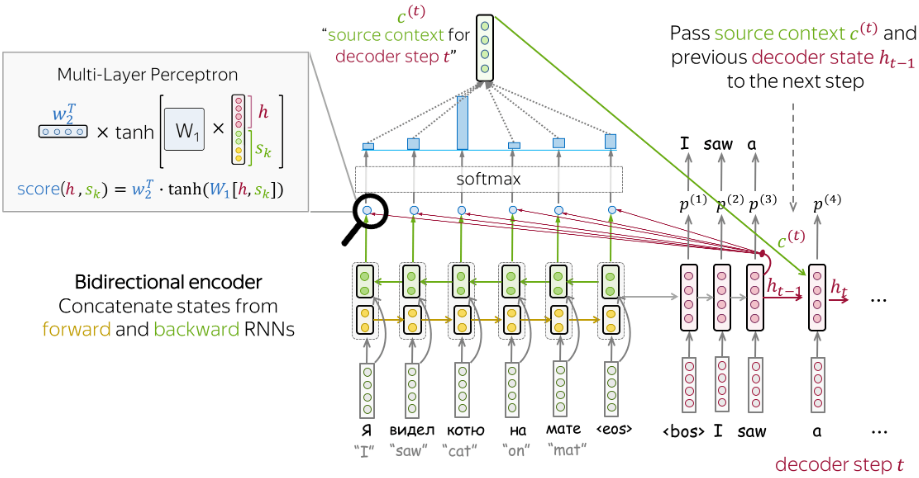 c⁽ᵗ⁾
"source context for
decoder step t"
Pass source context c⁽ᵗ⁾ and
previous decoder state hₜ₋₁
to the next step
Multi-Layer Perceptron
w₂ᵀ × tanh [ W₁ × h sₖ ]
score(h, sₖ) = w₂ᵀ · tanh(W₁[h, sₖ])
softmax
I saw a
p⁽¹⁾ p⁽²⁾ p⁽³⁾ p⁽⁴⁾
c⁽ᵗ⁾
Bidirectional encoder
Concatenate states from
forward and backward RNNs
hₜ₋₁ hₜ ...
Я видел котю на мате <eos> <bos> I saw a ...
"I" "saw" "cat" "on" "mat"
decoder step t